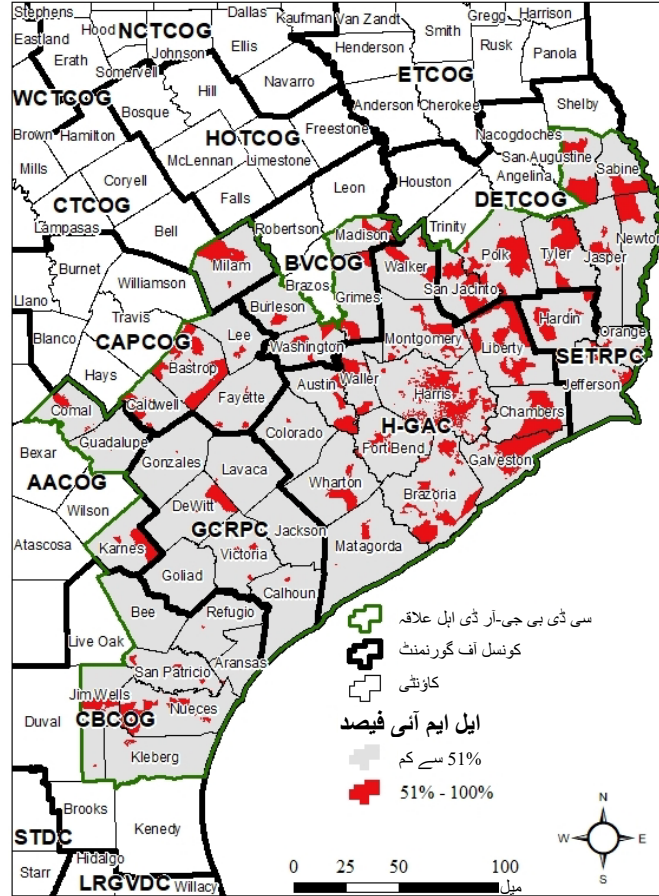 Stephens
Hood
NCTCOG
Dallas
Kaufman
Van Zandt
Gregg
Harrison
Eastland
Johnson
Ellis
Smith
Rusk
Panola
Erath
Somervell
Henderson
ETCOG
Hill
Navarro
WCTCOG
Bosque
Anderson
Cherokee
Shelby
Brown
Hamilton
HOTCOG
Freestone
Nacogdoches
McLennan
Limestone
San Augustine
Sabine
Mills
Coryell
Leon
Houston
Angelina
CTCOG
Falls
DETCOG
Lampasas
Bell
Robertson
Madison
Trinity
Newton
Burnet
Milam
BVCOG
Walker
Polk
Tyler
Jasper
Williamson
Brazos
Grimes
San Jacinto
Llano
Burleson
Travis
Lee
Washington
Montgomery
Liberty
Hardin
Orange
Blanco
CAPCOG
Bastrop
SETRPC
Hays
Austin
Waller
Harris
Jefferson
Comal
Caldwell
Fayette
Chambers
Guadalupe
Colorado
H-GAC
Bexar
Gonzales
Fort Bend
Galveston
Lavaca
AACOG
Wharton
Brazoria
Wilson
DeWitt
GCRPC
Jackson
Atascosa
Karnes
Victoria
Matagorda
Goliad
Calhoun
Bee
Refugio
سی ڈی بی جی-آر ڈی اہل علاقہ
Live Oak
Aransas
کونسل آف گورنمنٹ
San Patricio
کاؤنٹی
Jim Wells
Nueces
ایل ایم آئی فیصد
Duval
CBCOG
51% سے کم
Kleberg
51% - 100%
Brooks
Kenedy
STDC
Hidalgo
Starr
LRGVDC
Willacy
N
W
E
S
0
25
50
100
میل